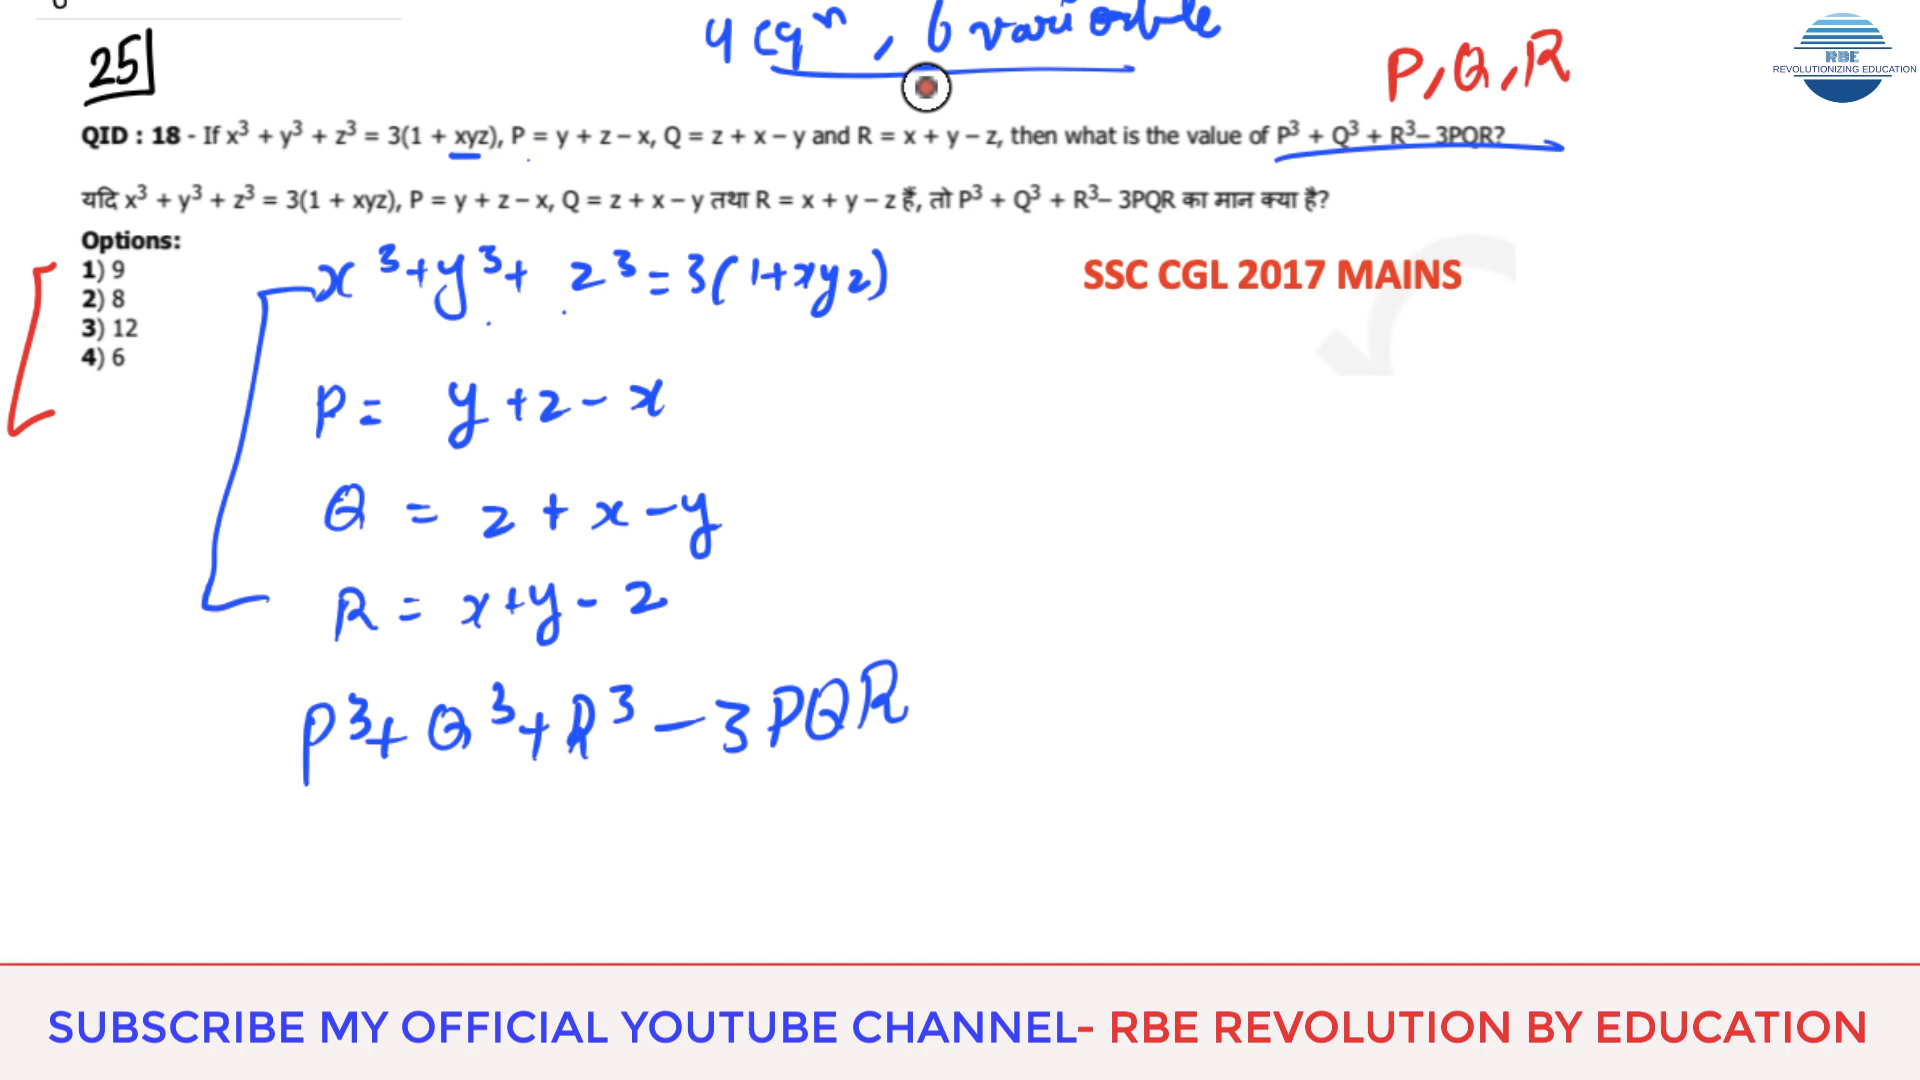 4 eqⁿ, 6 variable
25
P, Q, R
RBE
REVOLUTIONIZING EDUCATION
QID : 18 - If x³ + y³ + z³ = 3(1 + xyz), P = y + z – x, Q = z + x – y and R = x + y – z, then what is the value of P³ + Q³ + R³– 3PQR?
यदि x³ + y³ + z³ = 3(1 + xyz), P = y + z – x, Q = z + x – y तथा R = x + y – z हैं, तो P³ + Q³ + R³– 3PQR का मान क्या है?
Options:
1) 9
2) 8
3) 12
4) 6
SSC CGL 2017 MAINS
x³+y³+ z³=3(1+xyz)
P= y+z-x
Q = z+x-y
R = x+y-z
P³+Q³+R³-3PQR
SUBSCRIBE MY OFFICIAL YOUTUBE CHANNEL- RBE REVOLUTION BY EDUCATION